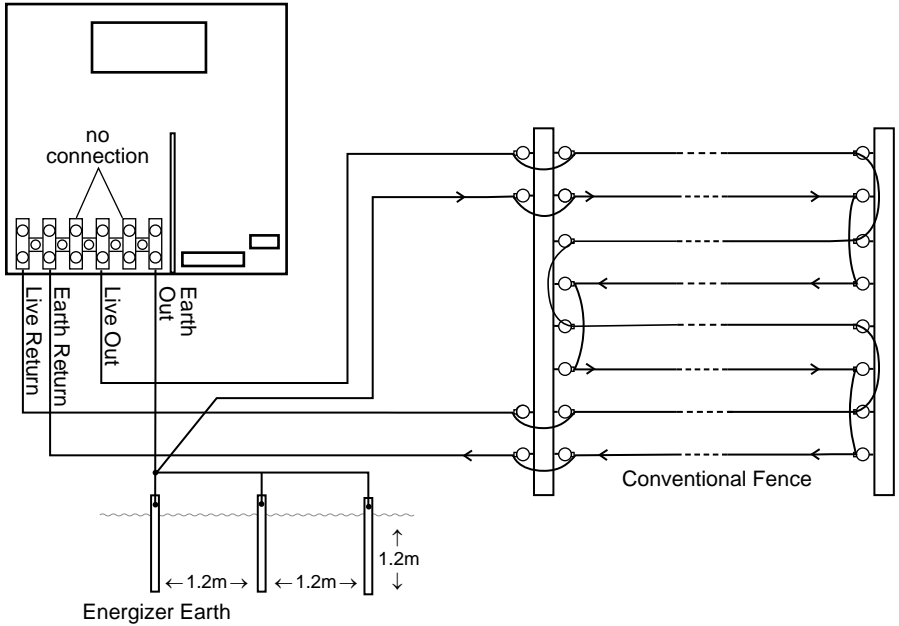 no
connection
Live Return
Earth Return
Live Out
Earth
Out
Conventional Fence
1.2m
1.2m
1.2m
Energizer Earth